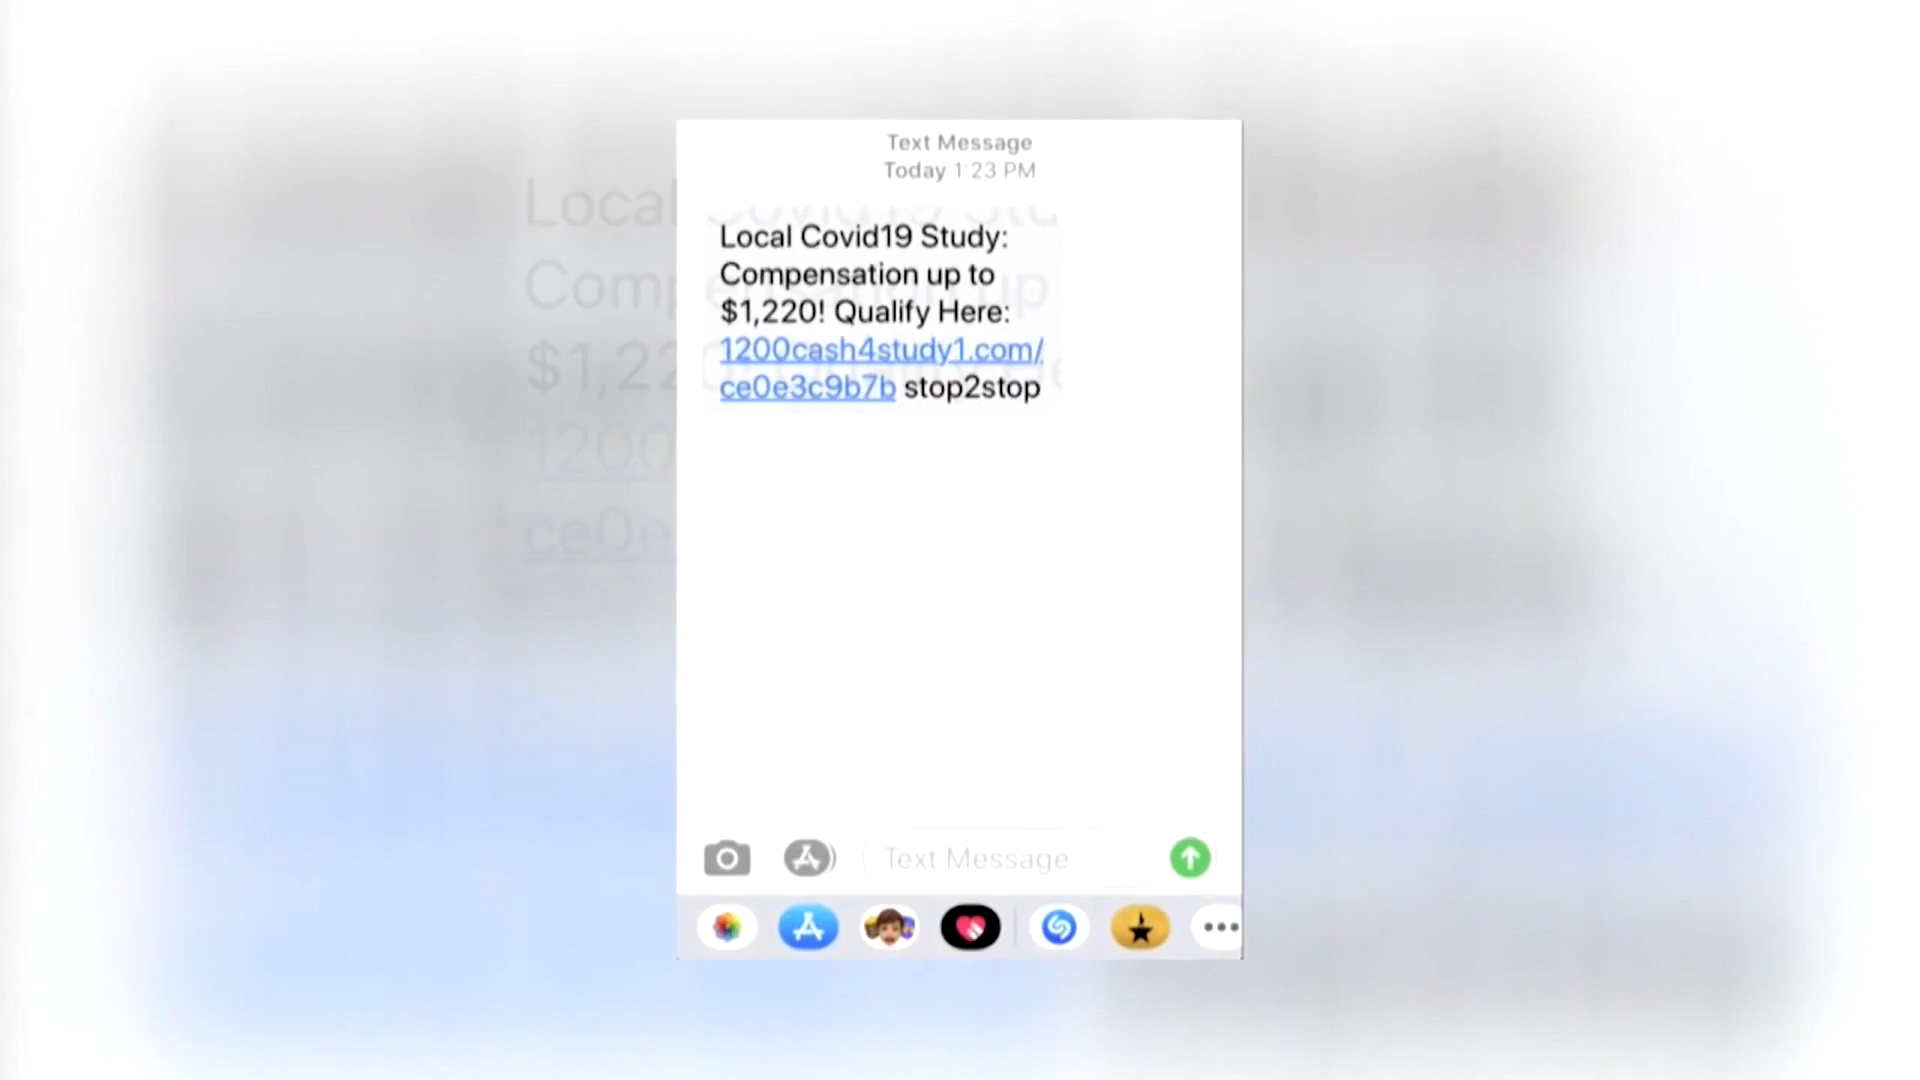 Text Message
Today 1:23 PM
Local Covid19 Study:
Compensation up to
$1,220! Qualify Here:
1200cash4study1.com/
ce0e3c9b7b stop2stop
Text Message